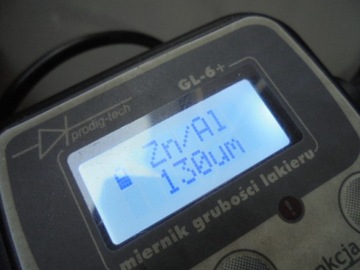 GL-6+
prodig-tech
Zn/Al
130um
miernik grubości lakieru